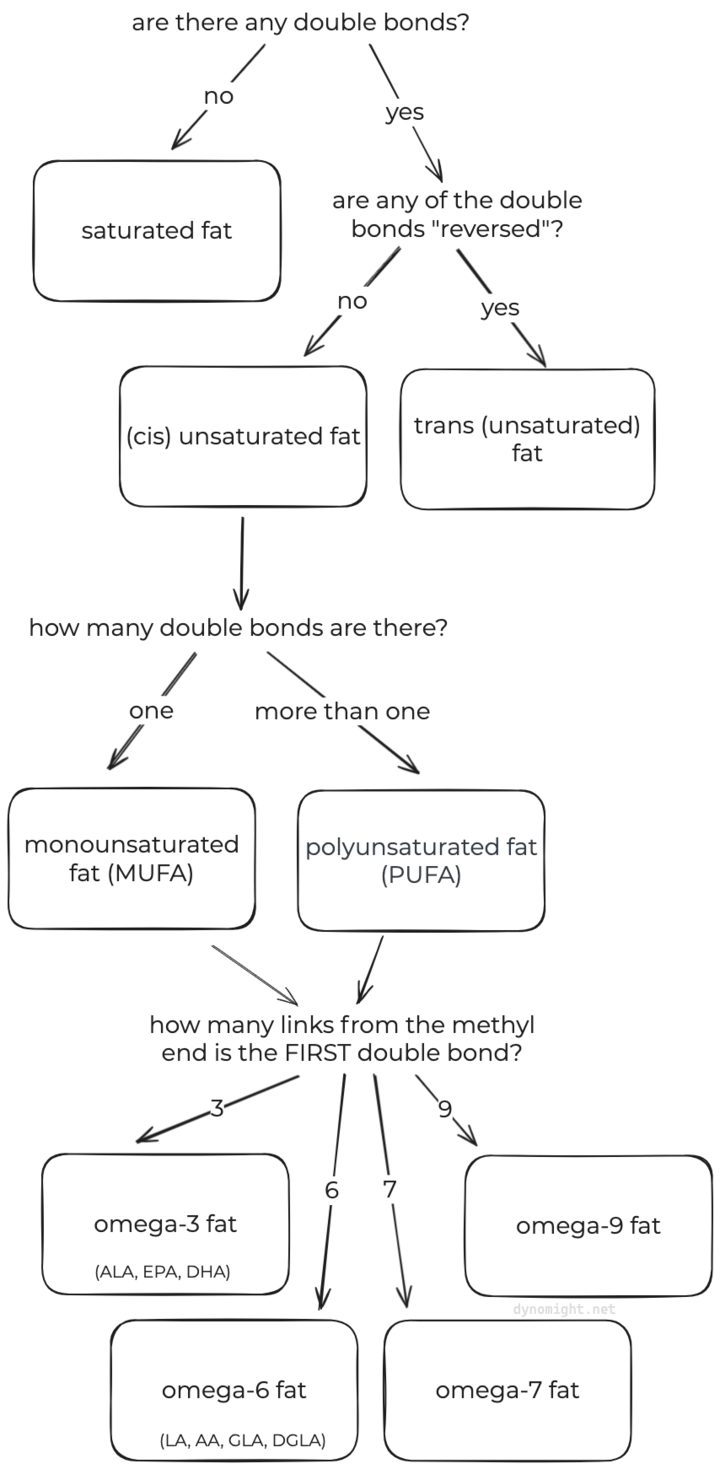 are there any double bonds?
no
yes
saturated fat
are any of the double
bonds "reversed"?
no
yes
(cis) unsaturated fat
trans (unsaturated)
fat
how many double bonds are there?
one
more than one
monounsaturated
fat (MUFA)
polyunsaturated fat
(PUFA)
how many links from the methyl
end is the FIRST double bond?
3
9
6
7
omega-3 fat
(ALA, EPA, DHA)
omega-9 fat
dynomight.net
omega-6 fat
(LA, AA, GLA, DGLA)
omega-7 fat